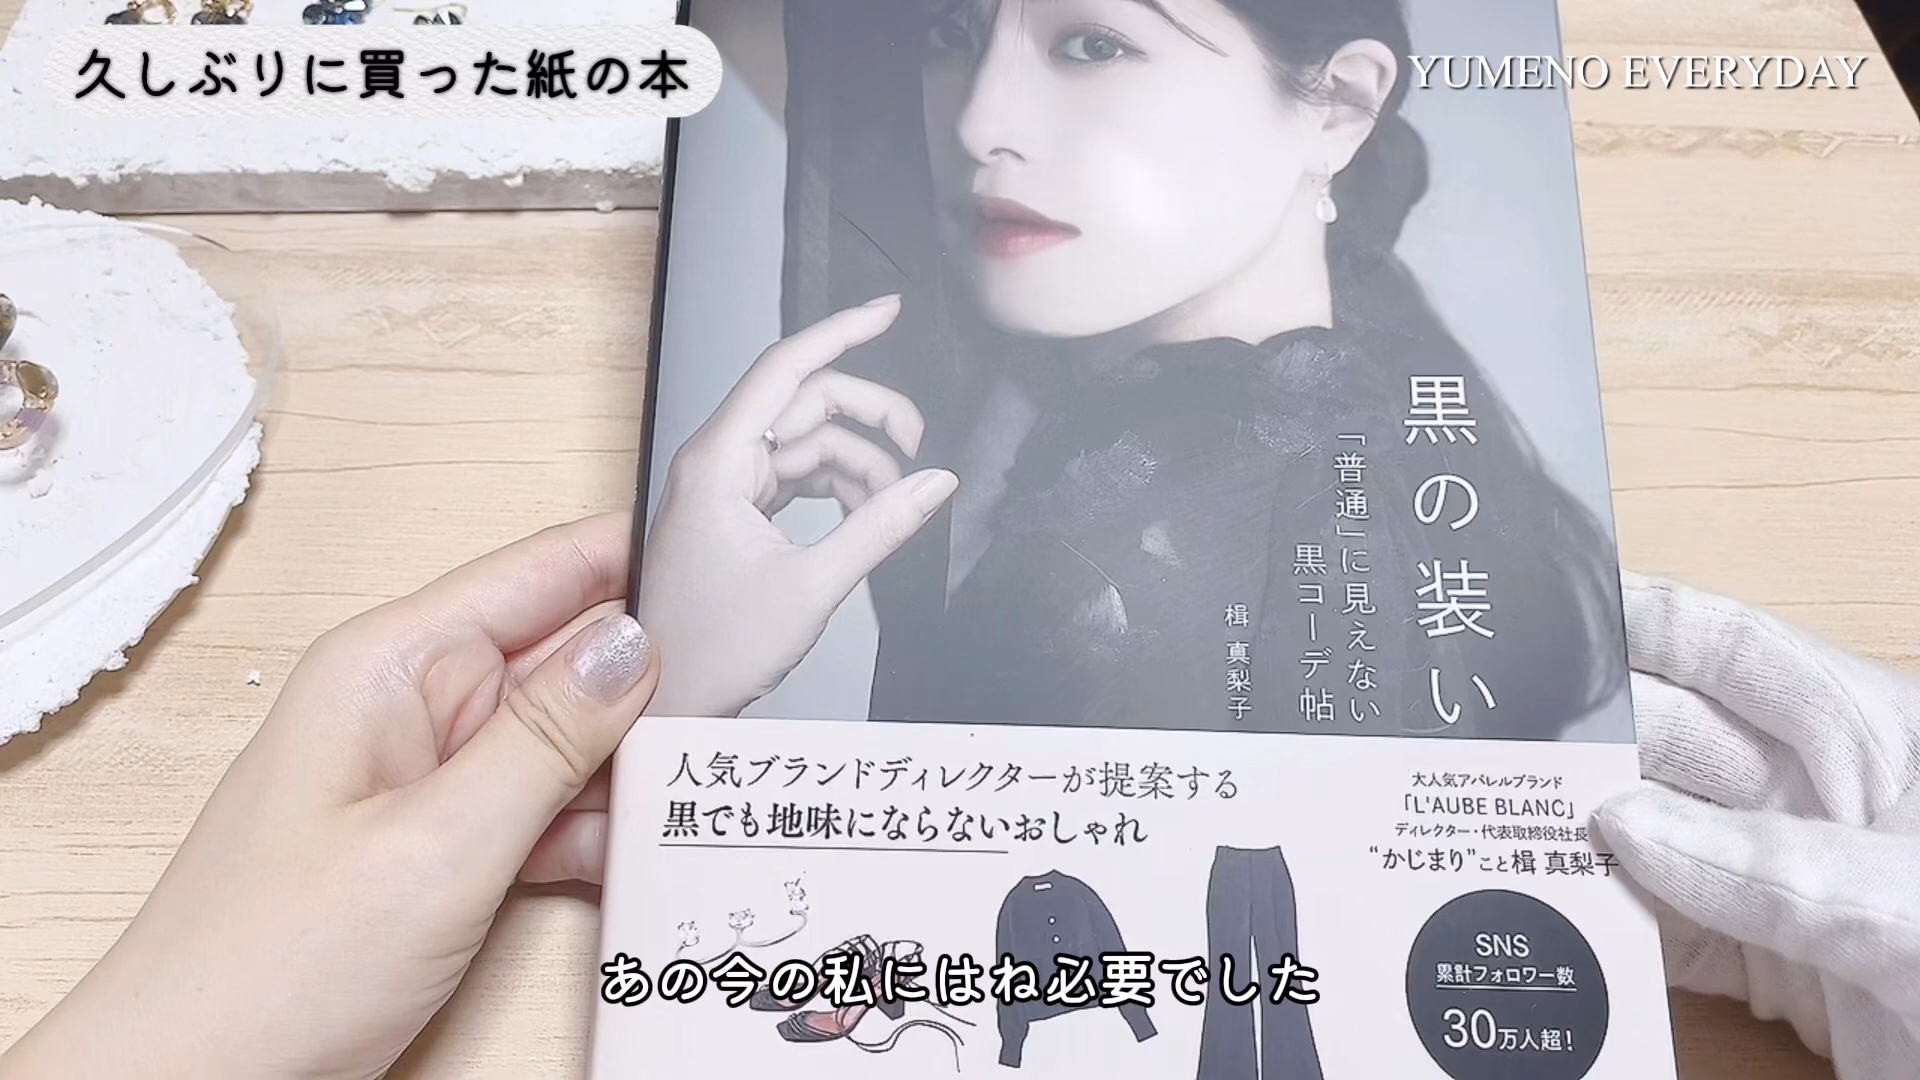 久しぶりに買った紙の本
YUMENO EVERYDAY
黒の装い
「普通」に見えない
黒コーデ帖
楫 真梨子
人気ブランドディレクターが提案する
黒でも地味にならないおしゃれ
大人気アパレルブランド
「L'AUBE BLANC」
ディレクター・代表取締役社長
“かじまり”こと楫 真梨子
SNS
累計フォロワー数
30万人超!
あの今の私にはね必要でした